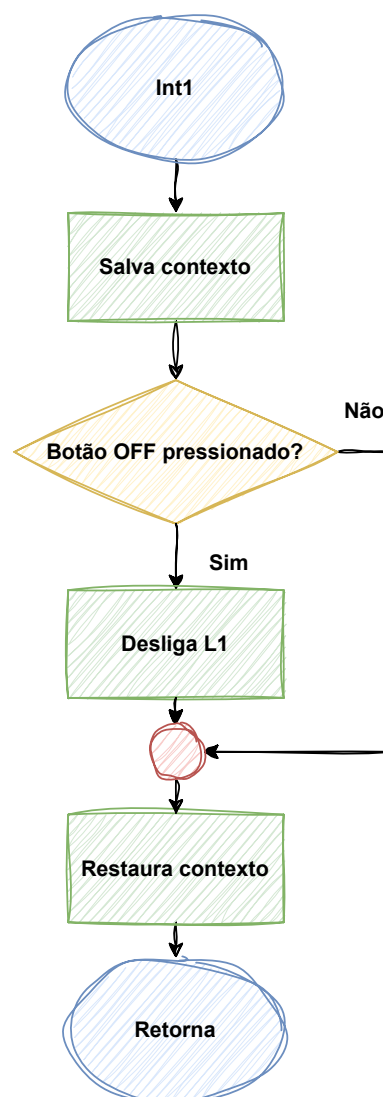 Int1
Salva contexto
Não
Botão OFF pressionado?
Sim
Desliga L1
Restaura contexto
Retorna